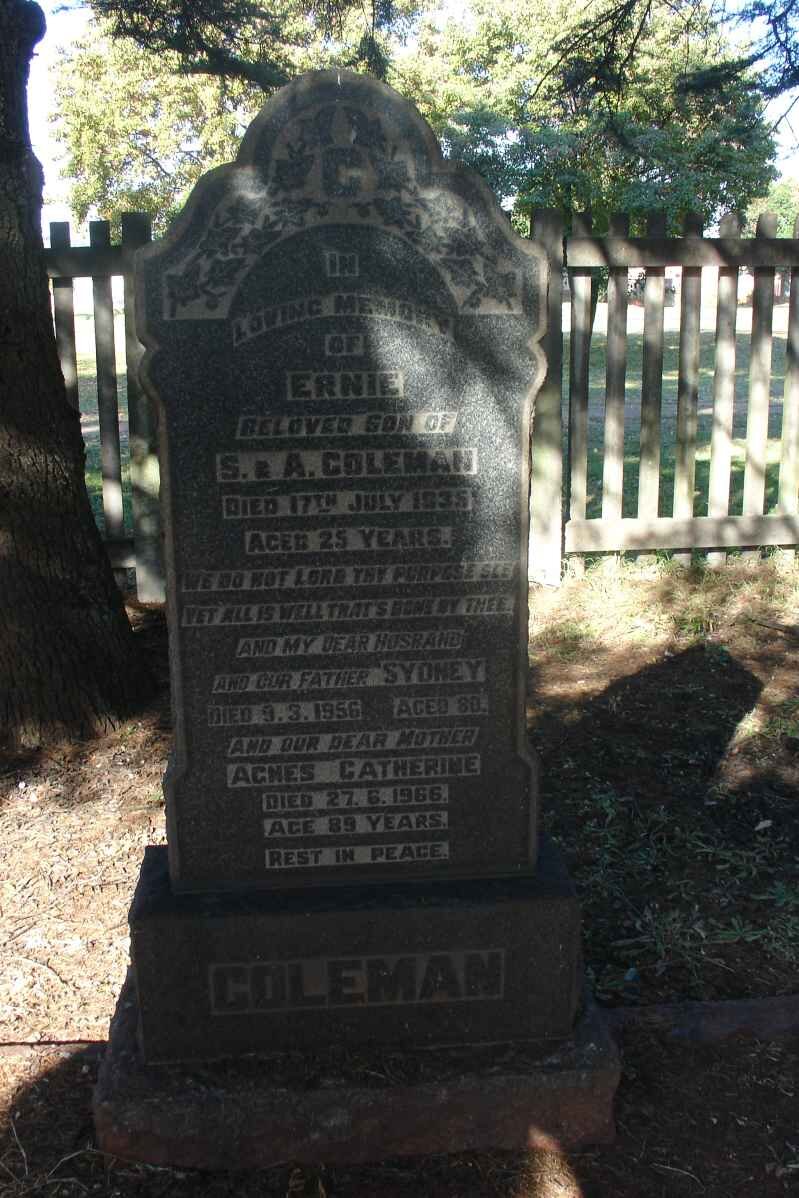 C
IN
LOVING MEMORY
OF
ERNIE
BELOVED SON OF
S. & A. COLEMAN
DIED 17TH JULY 1935
AGED 25 YEARS.
WE DO NOT LORD THY PURPOSE SEE
YET ALL IS WELL THAT'S DONE BY THEE.
AND MY DEAR HUSBAND
AND OUR FATHER SYDNEY
DIED 9.3.1956 AGED 80.
AND OUR DEAR MOTHER
AGNES CATHERINE
DIED 27.6.1966.
AGE 89 YEARS.
REST IN PEACE.
COLEMAN